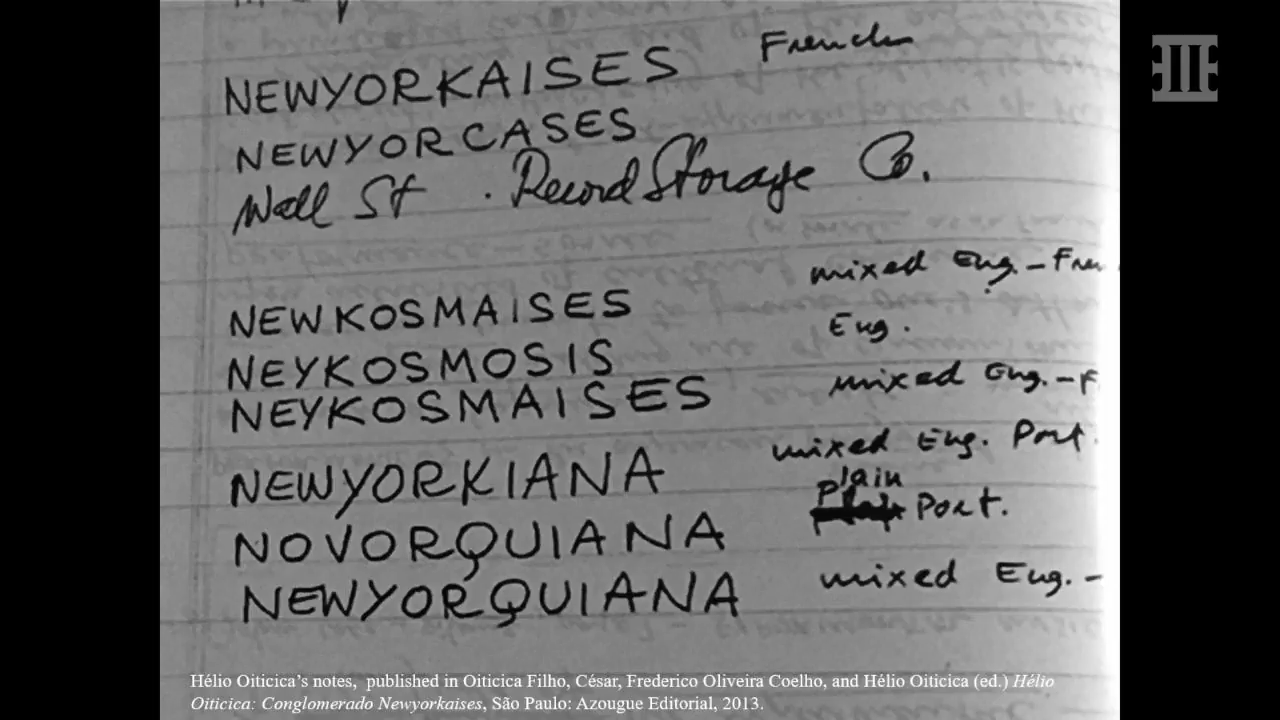 NEWYORKAISES French
NEWYORCASES
Wall St. Record Storage Co.
NEWKOSMAISES mixed Eng.-Fren
NEYKOSMOSIS Eng.
NEYKOSMAISES mixed Eng.-F
NEWYORKIANA mixed Eng. Port.
NOVORQUIANA plain Port.
NEWYORQUIANA mixed Eng.-
Hélio Oiticica’s notes, published in Oiticica Filho, César, Frederico Oliveira Coelho, and Hélio Oiticica (ed.) Hélio
Oiticica: Conglomerado Newyorkaises, São Paulo: Azougue Editorial, 2013.